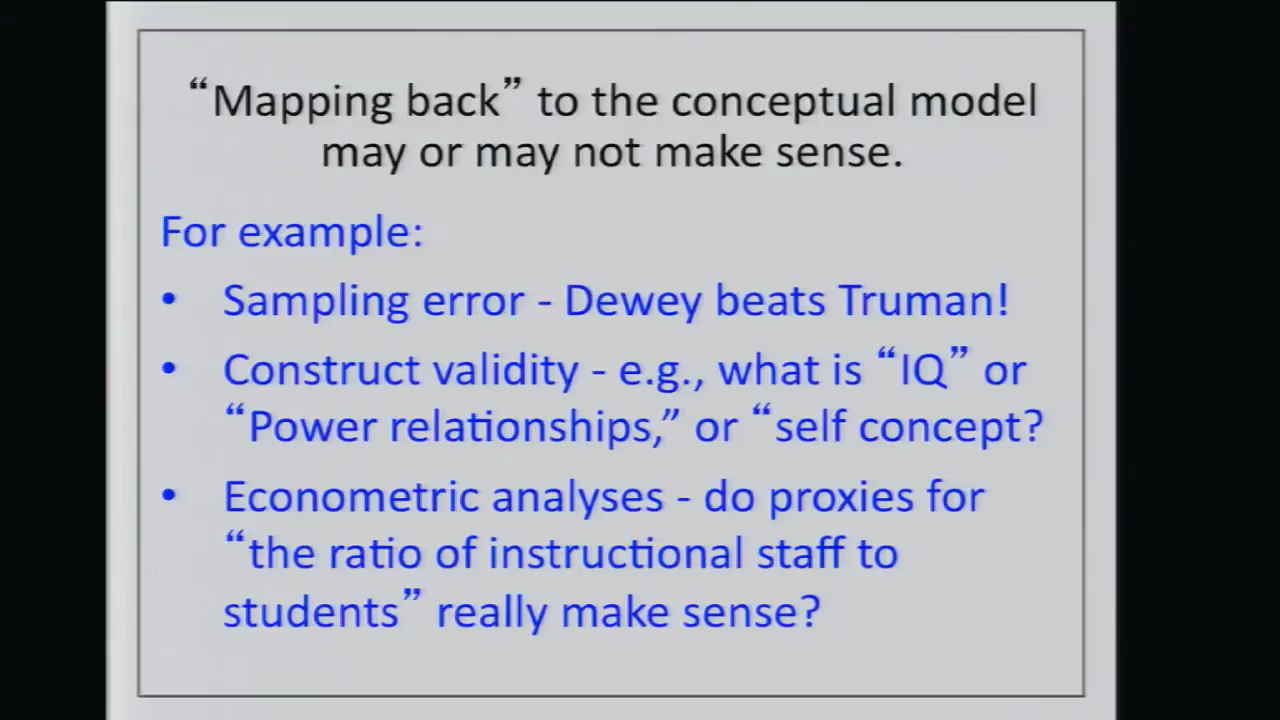 “Mapping back” to the conceptual model
may or may not make sense.
For example:
• Sampling error - Dewey beats Truman!
• Construct validity - e.g., what is “IQ” or
“Power relationships,” or “self concept?
• Econometric analyses - do proxies for
“the ratio of instructional staff to
students” really make sense?